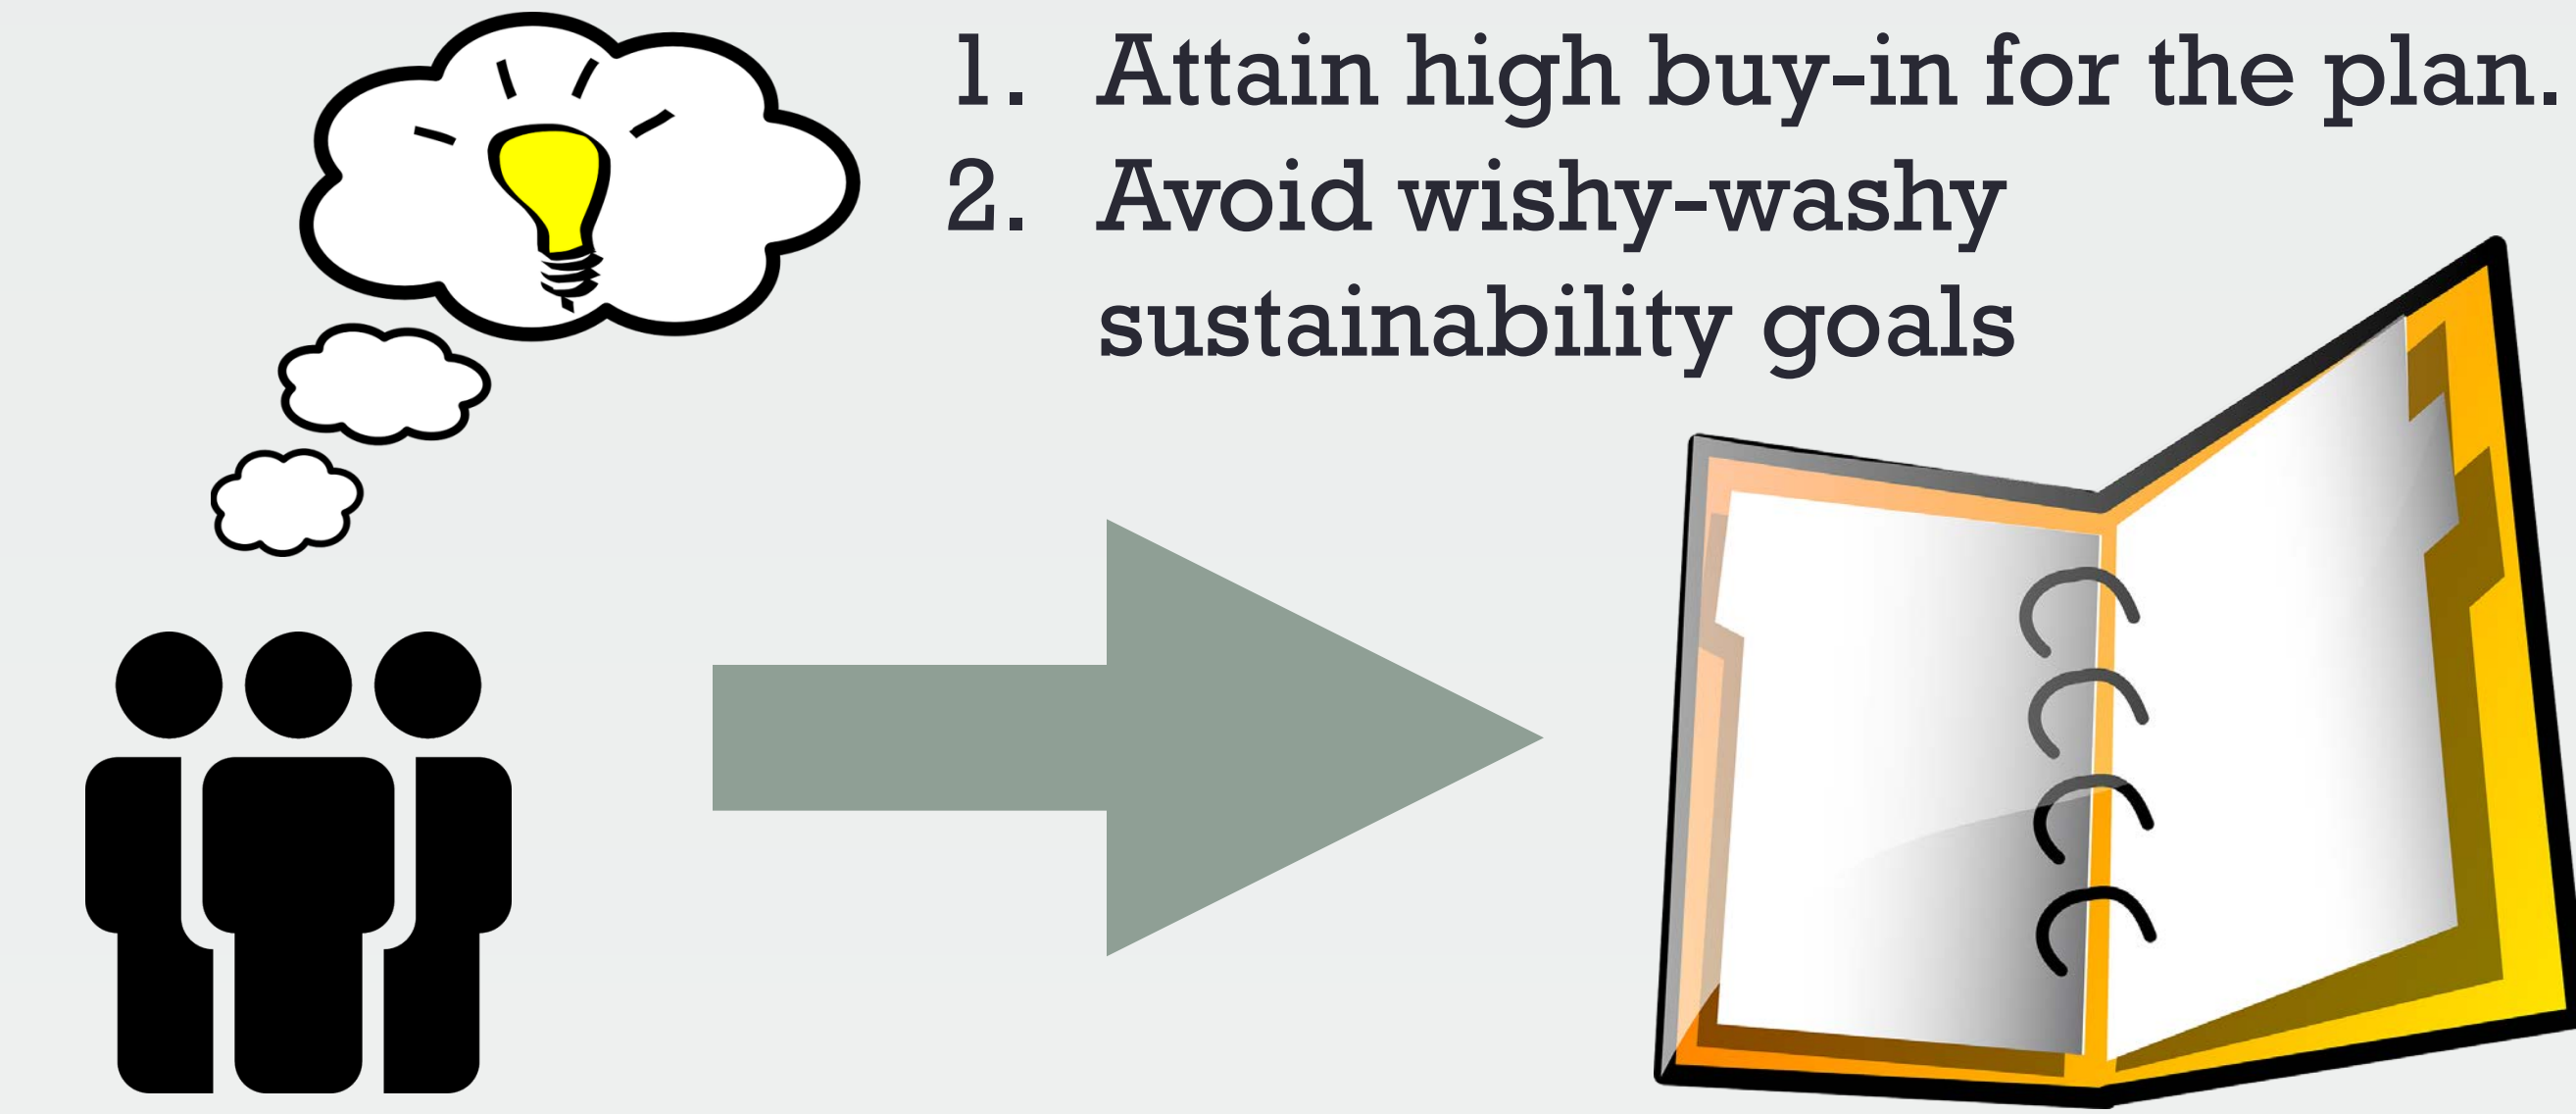 1. Attain high buy-in for the plan.
2. Avoid wishy-washy
sustainability goals